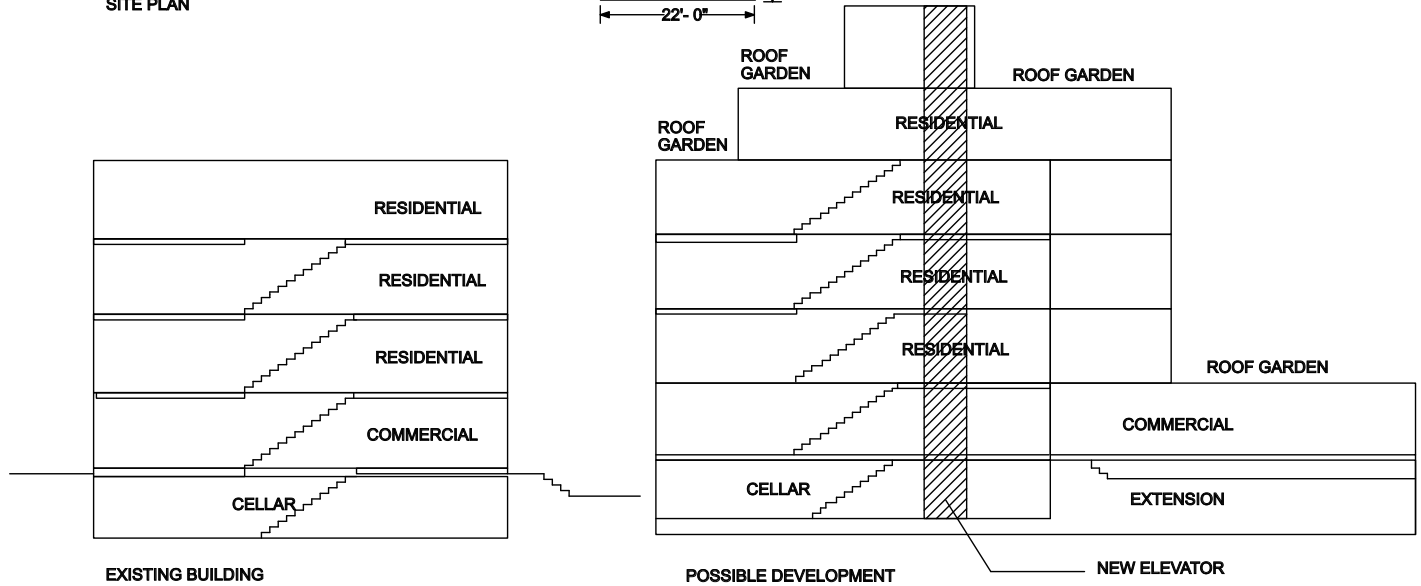 SITE PLAN
22'- 0"
ROOF
GARDEN
ROOF GARDEN
RESIDENTIAL
ROOF
GARDEN
RESIDENTIAL
RESIDENTIAL
RESIDENTIAL
RESIDENTIAL
RESIDENTIAL
RESIDENTIAL
ROOF GARDEN
COMMERCIAL
COMMERCIAL
CELLAR
CELLAR
EXTENSION
EXISTING BUILDING
POSSIBLE DEVELOPMENT
NEW ELEVATOR